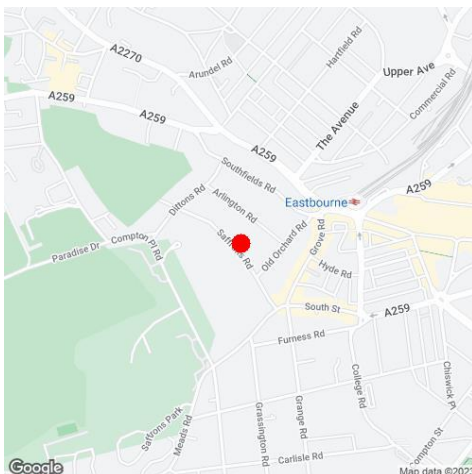 A2270
Hartfield Rd
Arundel Rd
Upper Ave
Commercial Rd
A259
A259
The Avenue
A259
Southfields Rd
A259
Dittons Rd
Arlington Rd
Eastbourne
Grove Rd
Saffrons Rd
Old Orchard Rd
Compton Pl Rd
Paradise Dr
Hyde Rd
South St
A259
Furness Rd
College Rd
Chiswick Pl
Grassington Rd
Grange Rd
Saffrons Park
Meads Rd
Compton St
Carlisle Rd
Google
Map data ©202